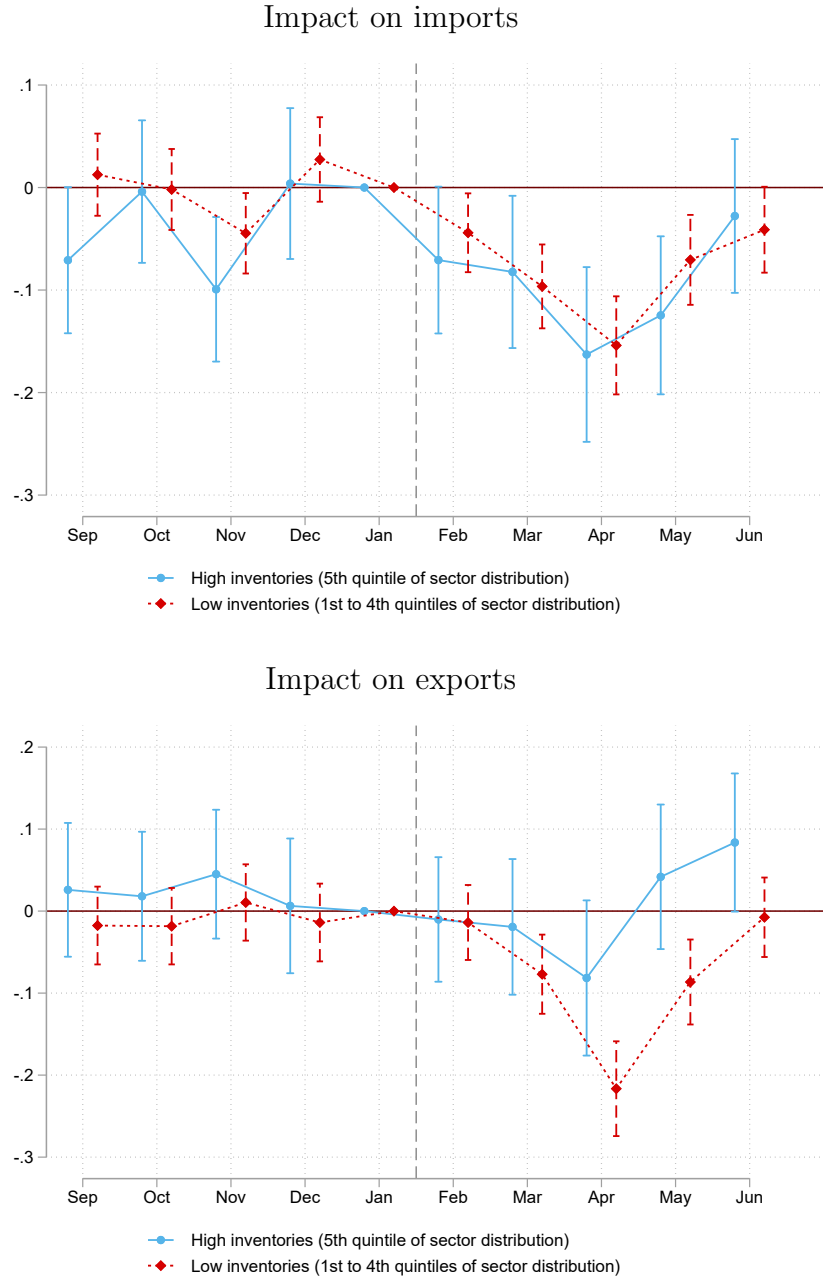 Impact on imports
.1
0
-.1
-.2
-.3
Sep Oct Nov Dec Jan Feb Mar Apr May Jun
High inventories (5th quintile of sector distribution)
Low inventories (1st to 4th quintiles of sector distribution)
Impact on exports
.2
.1
0
-.1
-.2
-.3
Sep Oct Nov Dec Jan Feb Mar Apr May Jun
High inventories (5th quintile of sector distribution)
Low inventories (1st to 4th quintiles of sector distribution)